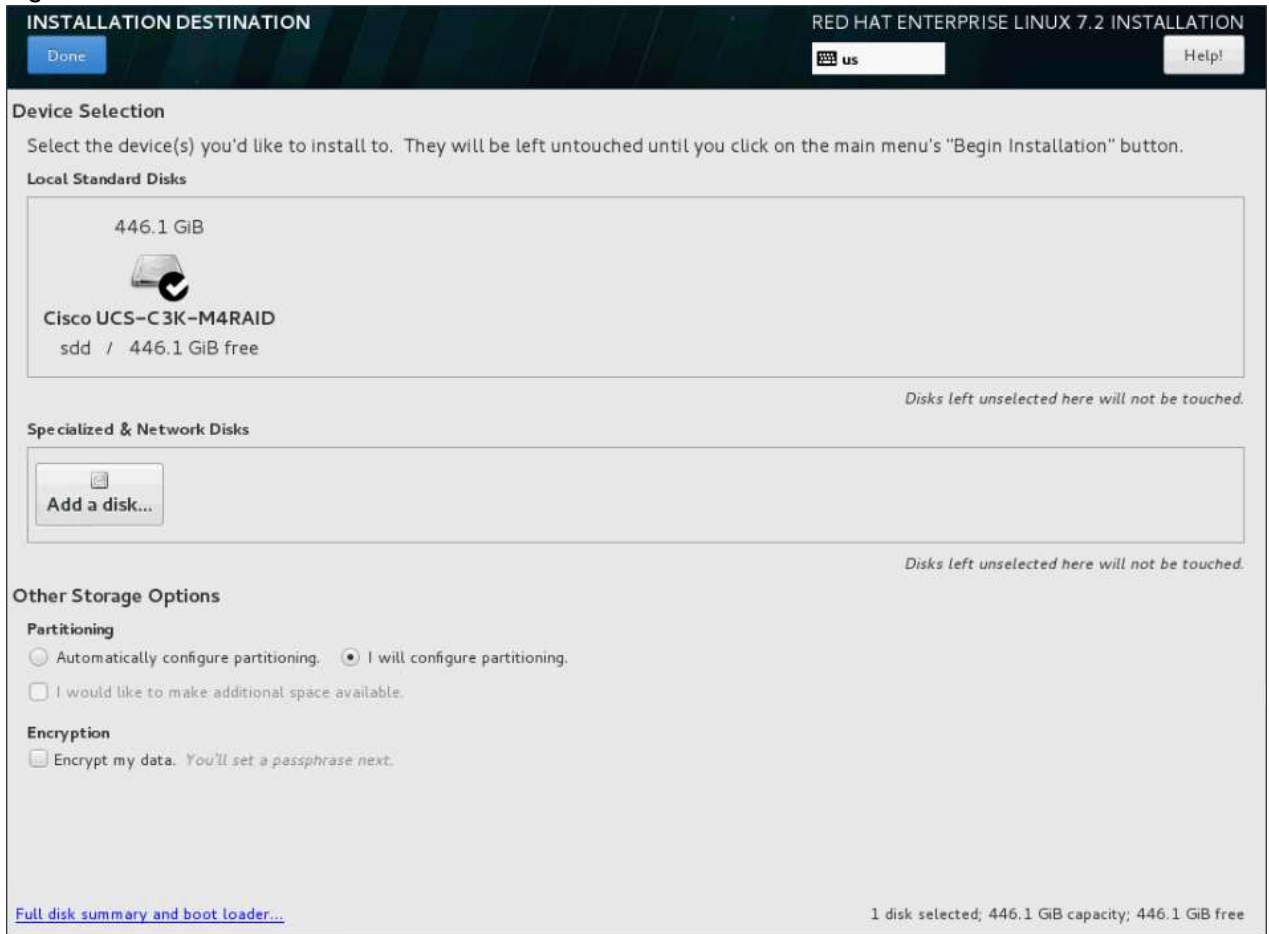 INSTALLATION DESTINATION
RED HAT ENTERPRISE LINUX 7.2 INSTALLATION
Done
us
Help!
Device Selection
Select the device(s) you'd like to install to. They will be left untouched until you click on the main menu's "Begin Installation" button.
Local Standard Disks
446.1 GiB
Cisco UCS-C3K-M4RAID
sdd / 446.1 GiB free
Disks left unselected here will not be touched.
Specialized & Network Disks
Add a disk...
Disks left unselected here will not be touched.
Other Storage Options
Partitioning
Automatically configure partitioning. I will configure partitioning.
I would like to make additional space available.
Encryption
Encrypt my data. You'll set a passphrase next.
Full disk summary and boot loader...
1 disk selected; 446.1 GiB capacity; 446.1 GiB free